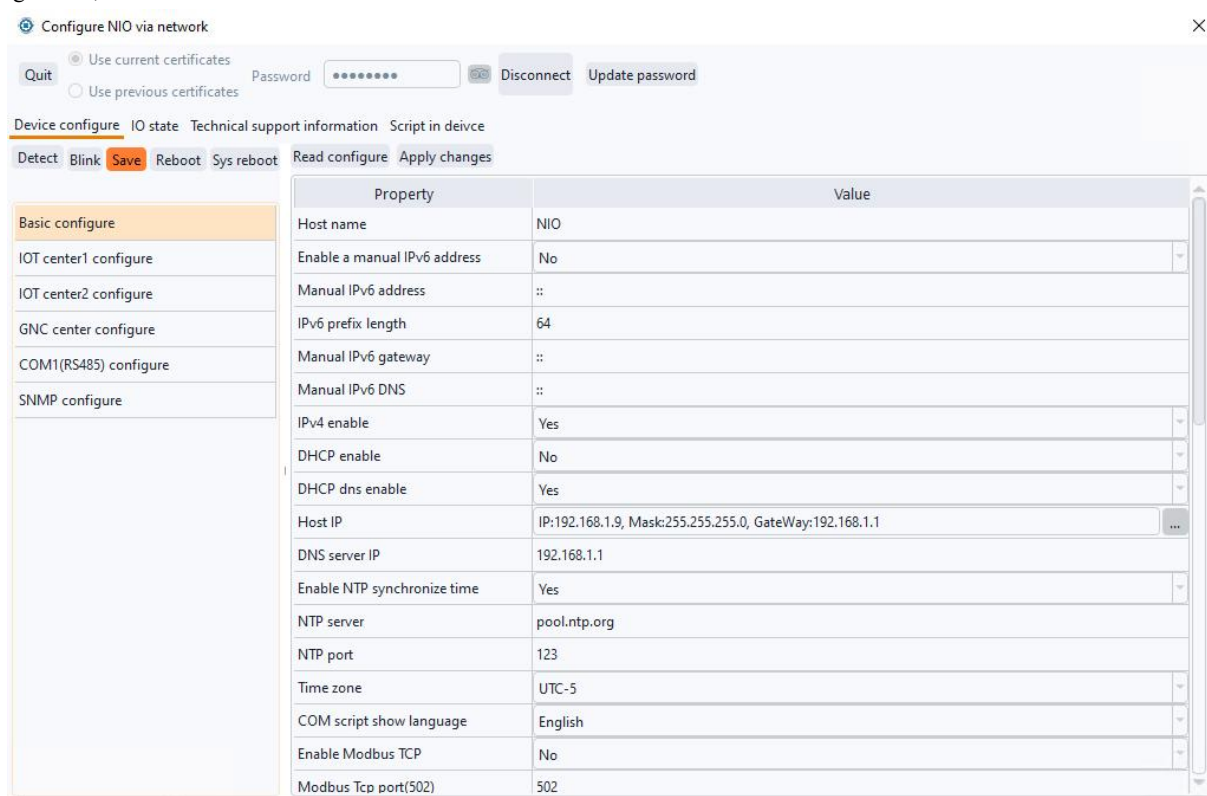 Configure NIO via network
Quit
Use current certificates
Use previous certificates
Password ●●●●●●●●
Disconnect
Update password
Device configure IO state Technical support information Script in deivce
Detect Blink Save Reboot Sys reboot Read configure Apply changes
Basic configure
IOT center1 configure
IOT center2 configure
GNC center configure
COM1(RS485) configure
SNMP configure
Property Value
Host name NIO
Enable a manual IPv6 address No
Manual IPv6 address ::
IPv6 prefix length 64
Manual IPv6 gateway ::
Manual IPv6 DNS ::
IPv4 enable Yes
DHCP enable No
DHCP dns enable Yes
Host IP IP:192.168.1.9, Mask:255.255.255.0, GateWay:192.168.1.1 ...
DNS server IP 192.168.1.1
Enable NTP synchronize time Yes
NTP server pool.ntp.org
NTP port 123
Time zone UTC-5
COM script show language English
Enable Modbus TCP No
Modbus Tcp port(502) 502